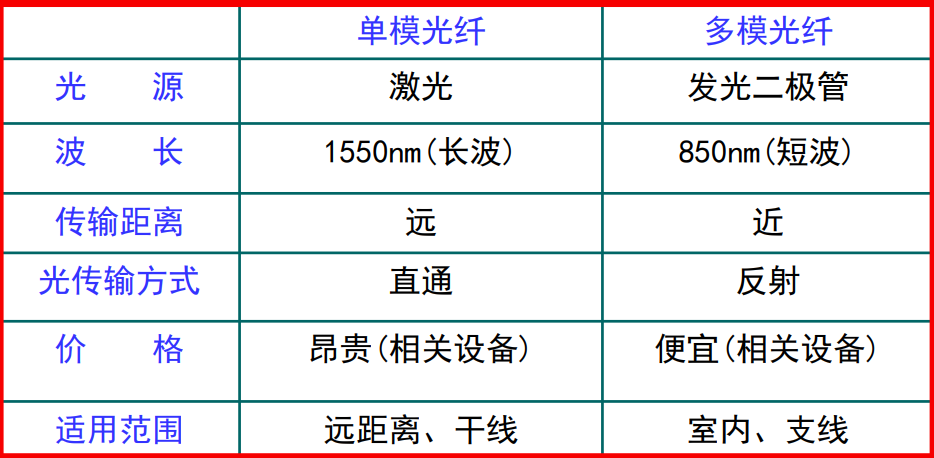 单模光纤 多模光纤
光 源 激光 发光二极管
波 长 1550nm(长波) 850nm(短波)
传输距离 远 近
光传输方式 直通 反射
价 格 昂贵(相关设备) 便宜(相关设备)
适用范围 远距离、干线 室内、支线